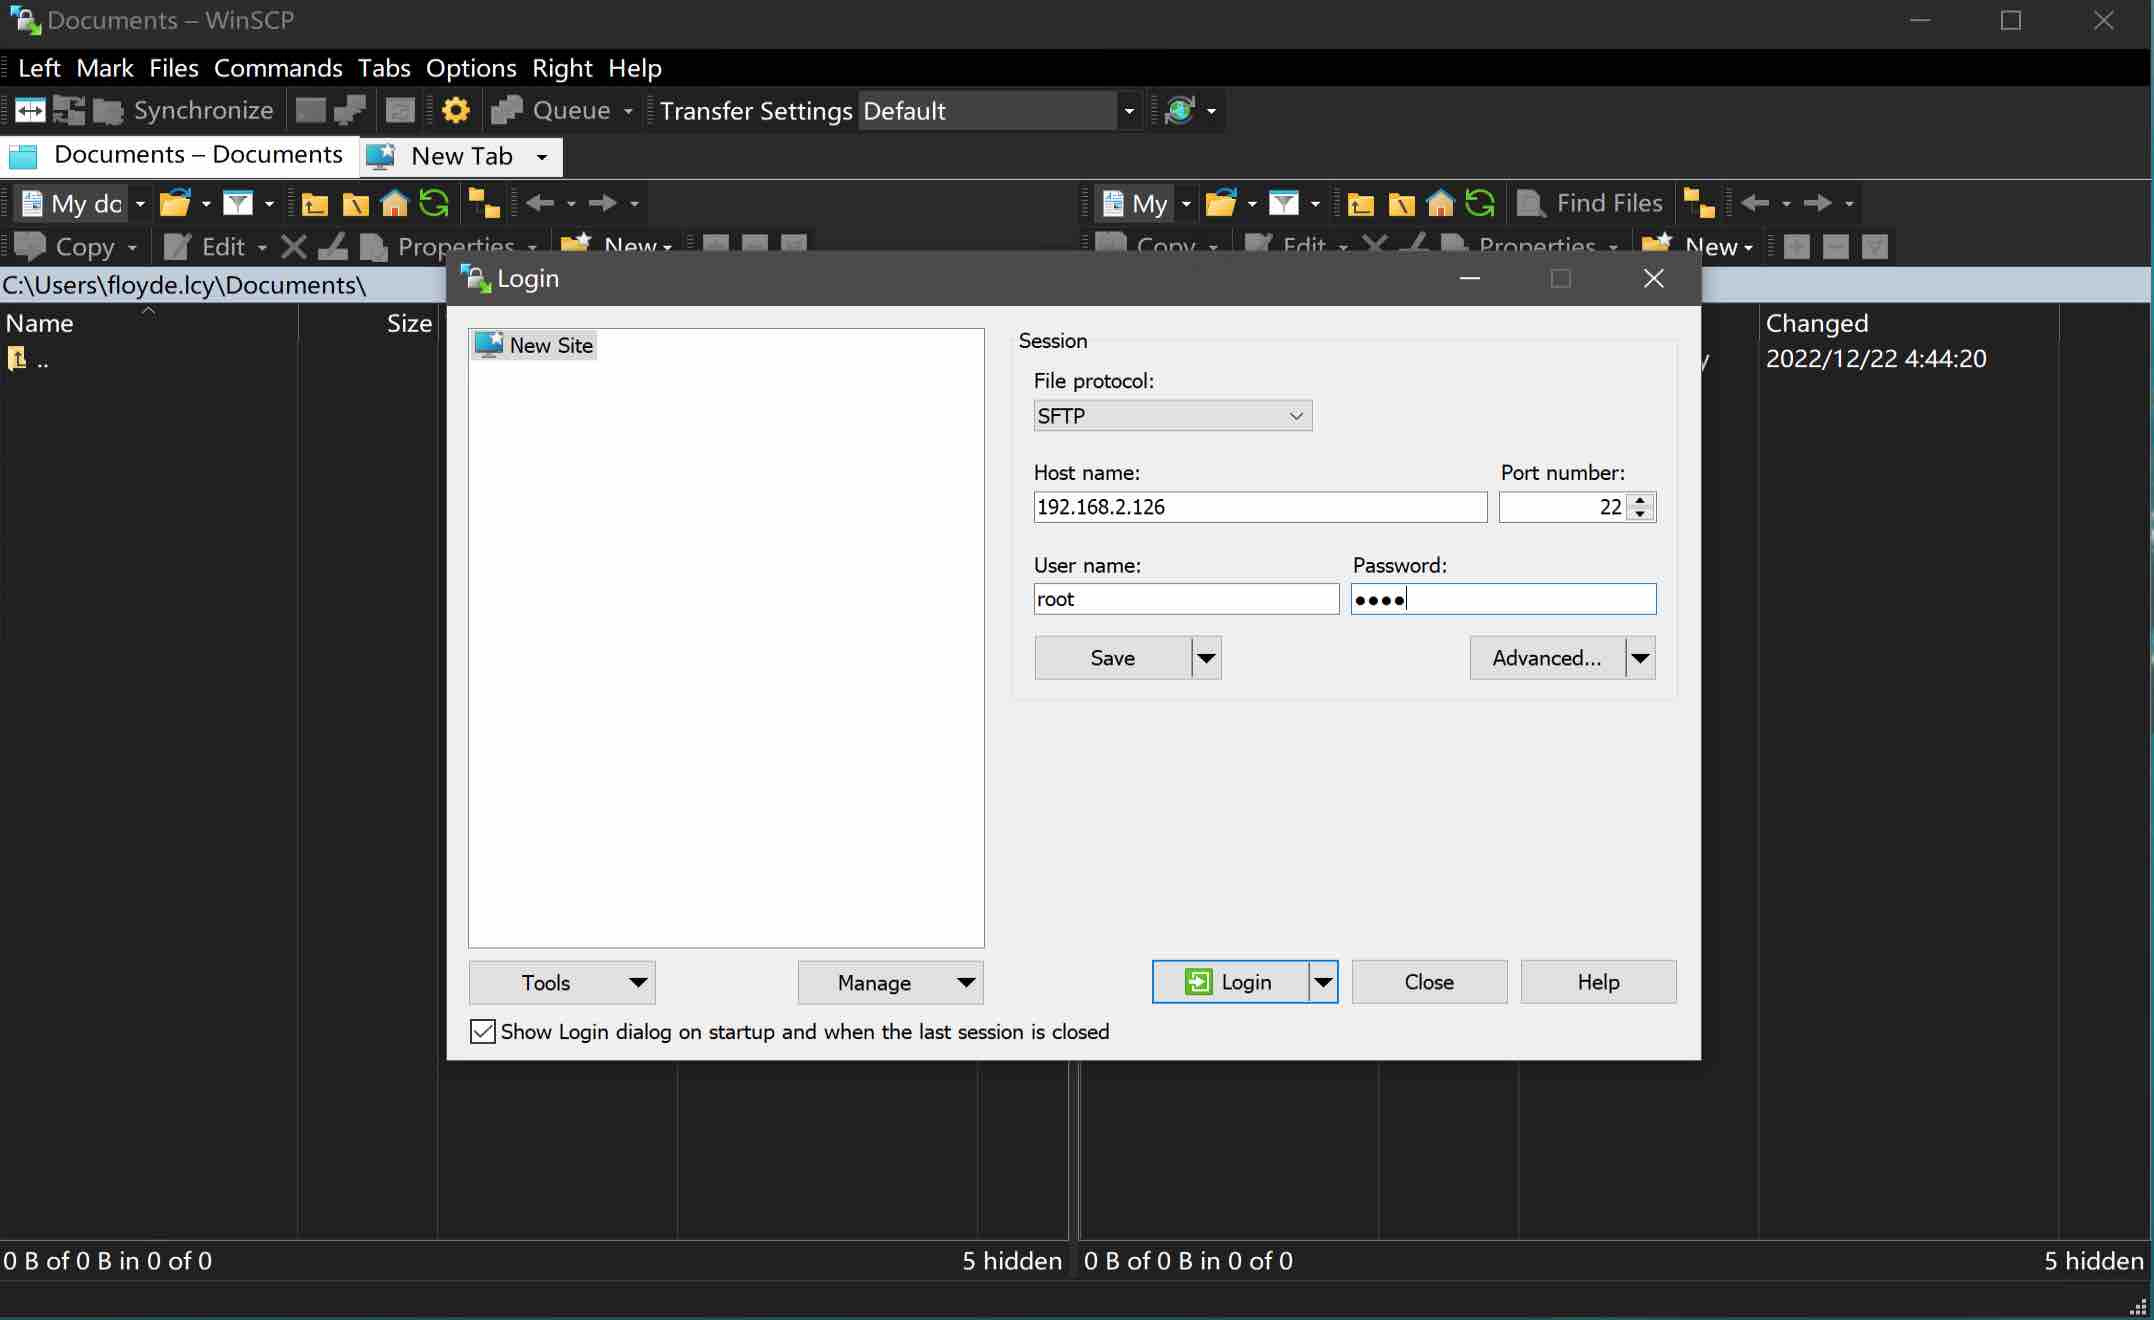 Documents – WinSCP
Left Mark Files Commands Tabs Options Right Help
Synchronize Queue Transfer Settings Default
Documents – Documents New Tab
My dc My Find Files
Copy Edit Properties New Copy Edit Properties New
C:\Users\floyde.lcy\Documents\
Login
Name Size Changed
.. 2022/12/22 4:44:20
New Site
Session
File protocol:
SFTP
Host name: Port number:
192.168.2.126 22
User name: Password:
root ●●●●
Save Advanced...
Tools Manage Login Close Help
Show Login dialog on startup and when the last session is closed
0 B of 0 B in 0 of 0 5 hidden 0 B of 0 B in 0 of 0 5 hidden